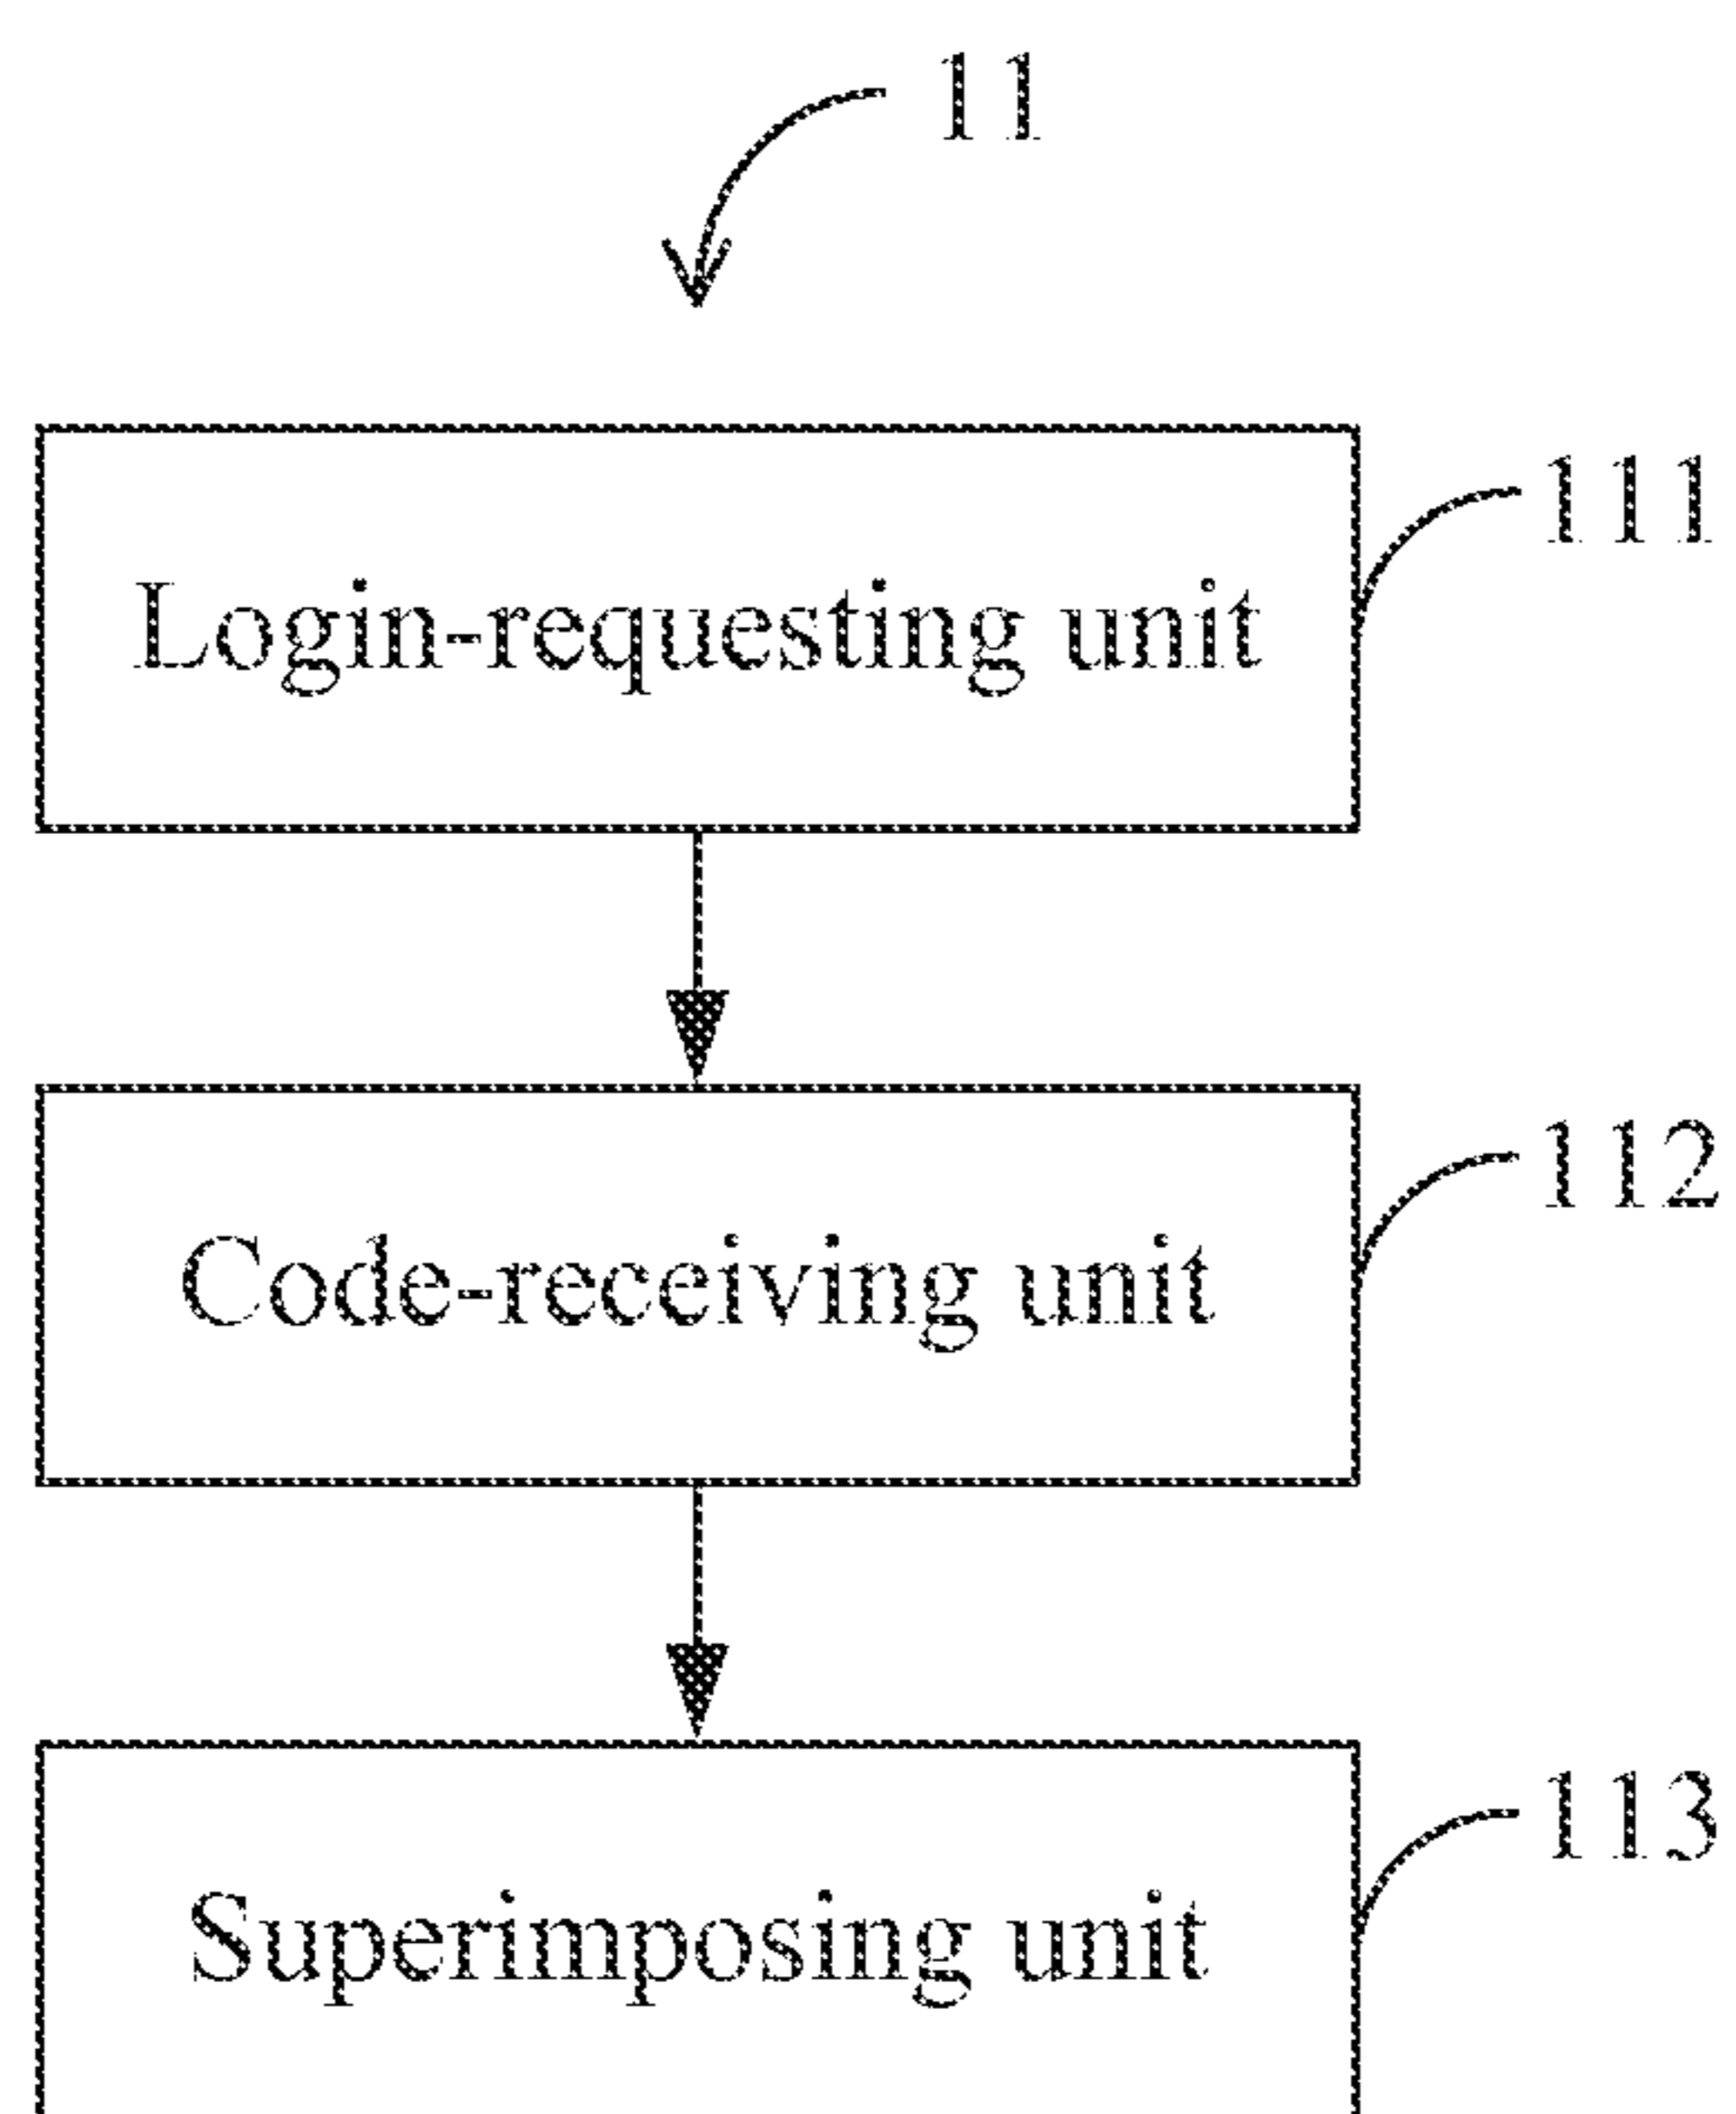 11
111
Login-requesting unit
112
Code-receiving unit
113
Superimposing unit